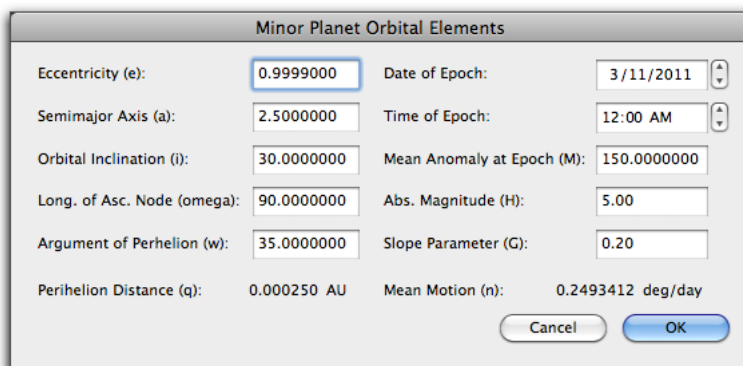 Minor Planet Orbital Elements
Eccentricity (e): 0.9999000 Date of Epoch: 3/11/2011
Semimajor Axis (a): 2.5000000 Time of Epoch: 12:00 AM
Orbital Inclination (i): 30.0000000 Mean Anomaly at Epoch (M): 150.0000000
Long. of Asc. Node (omega): 90.0000000 Abs. Magnitude (H): 5.00
Argument of Perhelion (w): 35.0000000 Slope Parameter (G): 0.20
Perihelion Distance (q): 0.000250 AU Mean Motion (n): 0.2493412 deg/day
Cancel OK